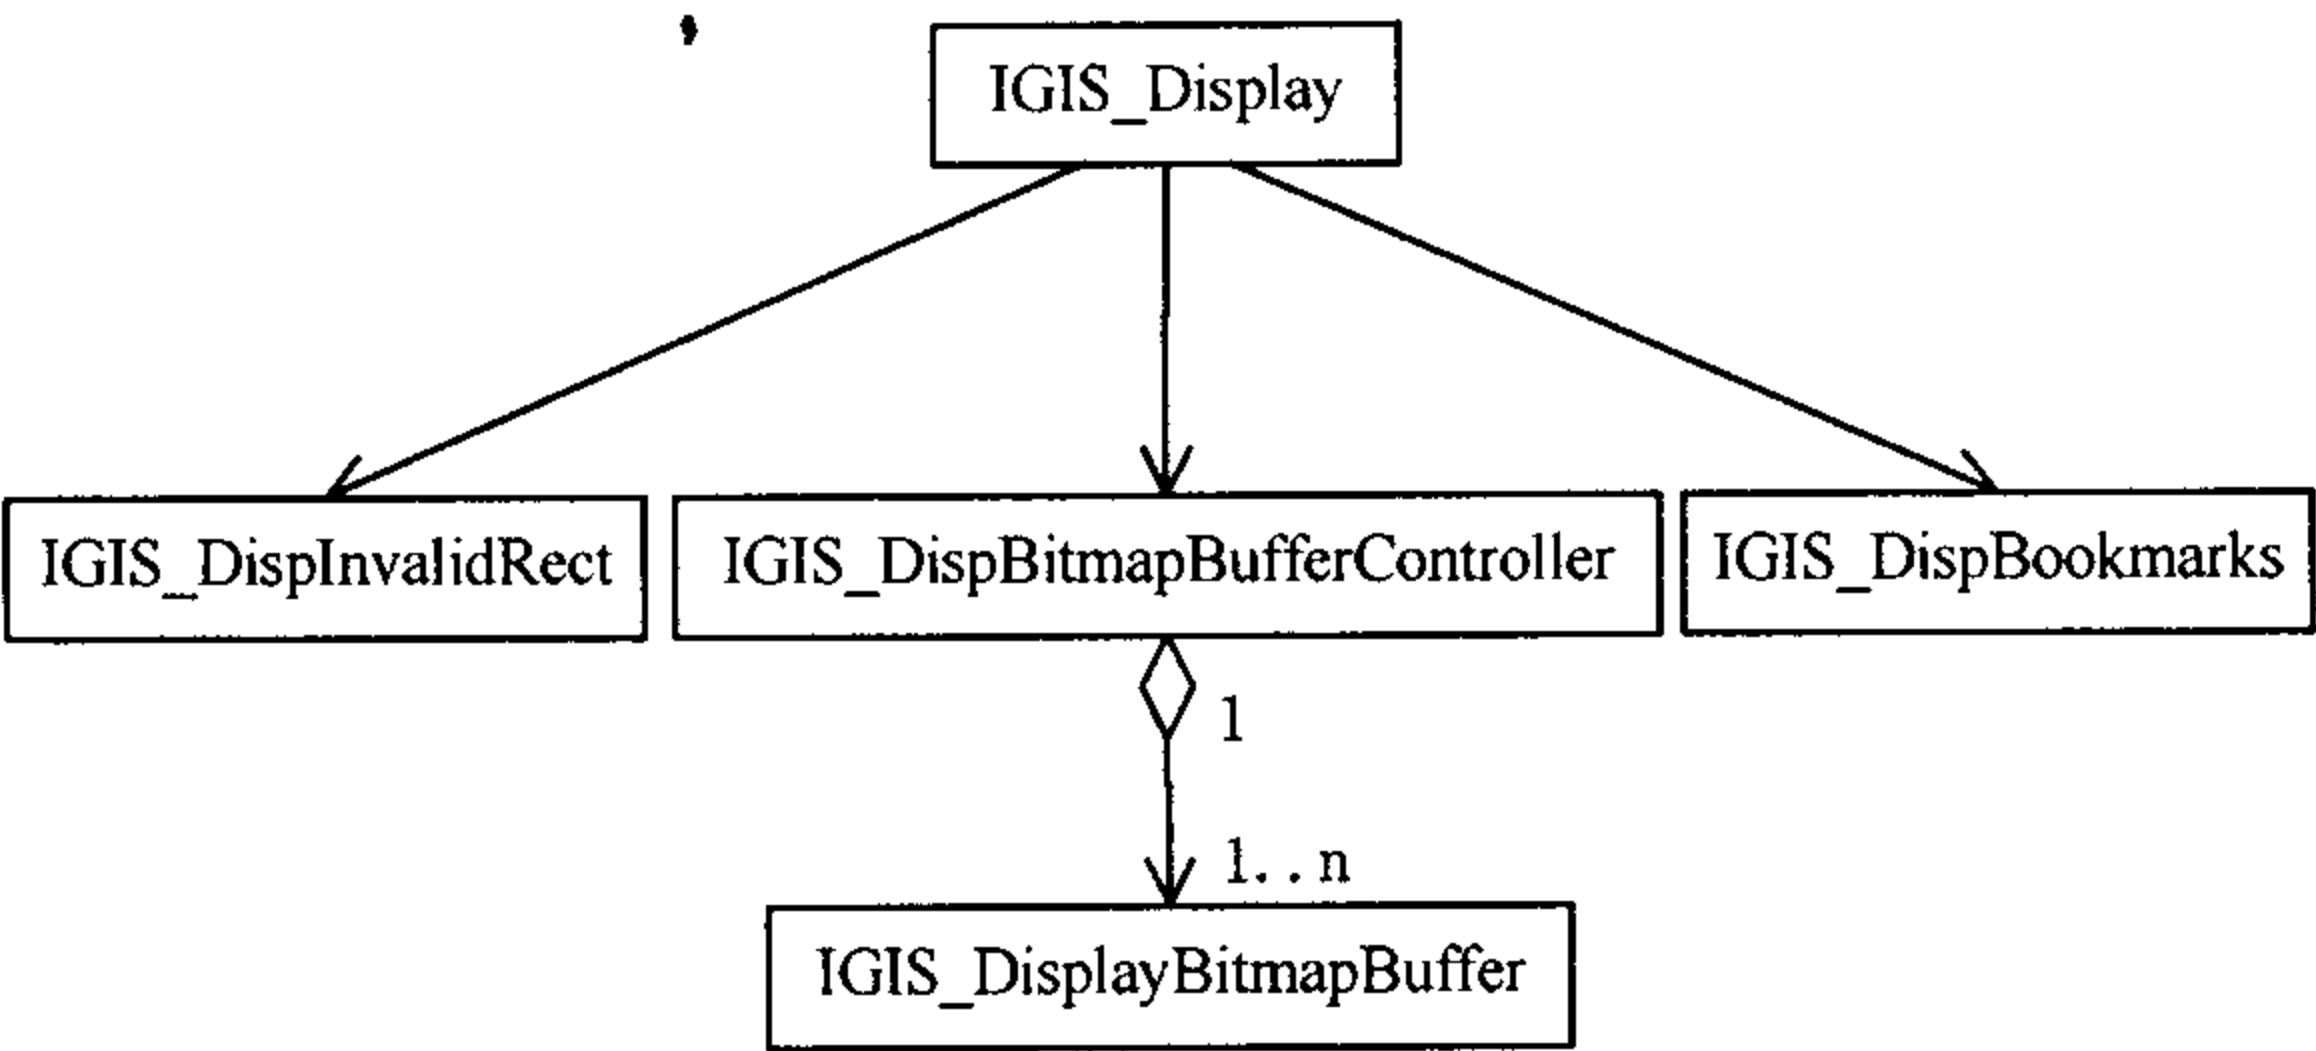 IGIS_Display
IGIS_DispInvalidRect
IGIS_DispBitmapBufferController
IGIS_DispBookmarks
1
1..n
IGIS_DisplayBitmapBuffer